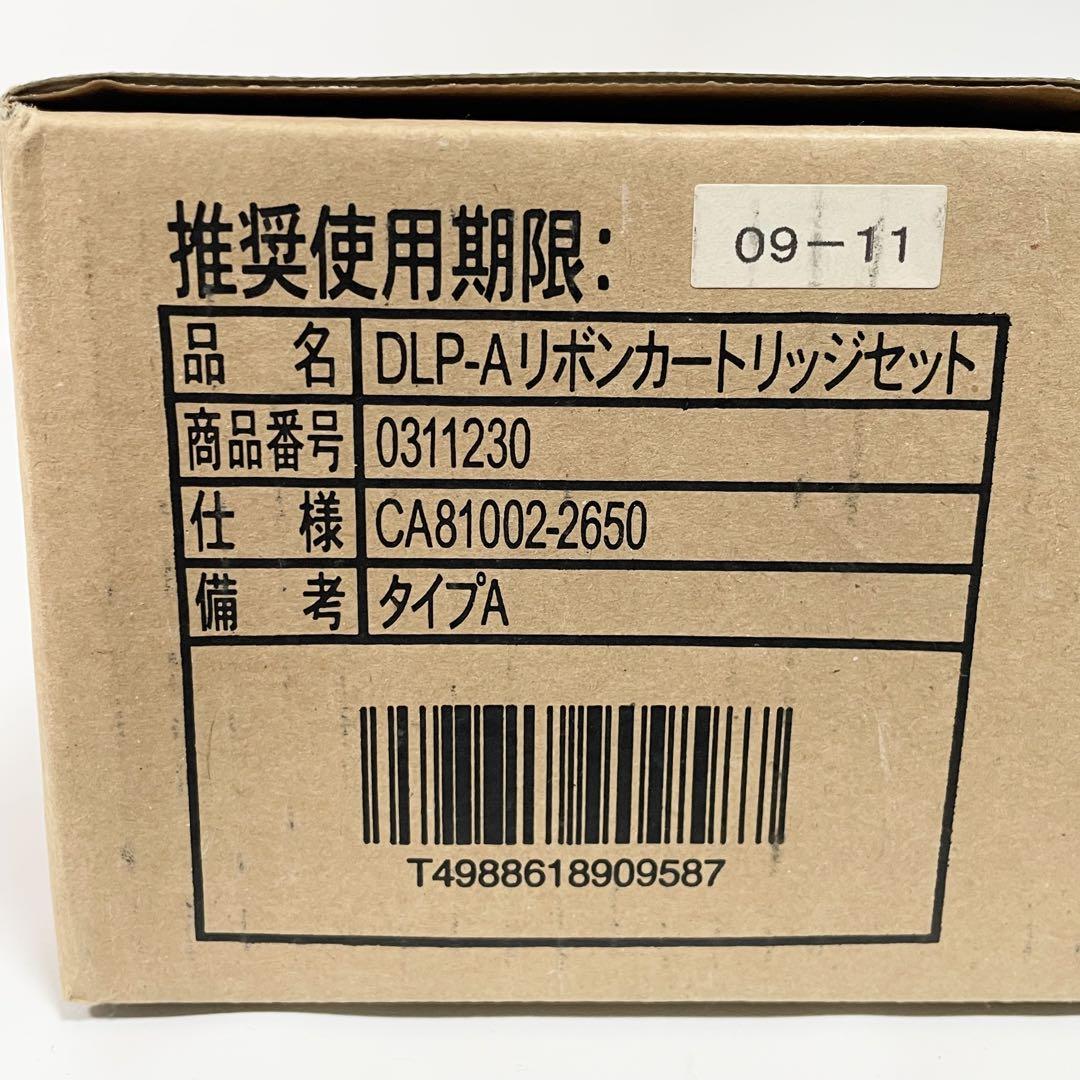 推奨使用期限: 09-11
品 名 DLP-Aリボンカートリッジセット
商品番号 0311230
仕 様 CA81002-2650
備 考 タイプA
T4988618909587